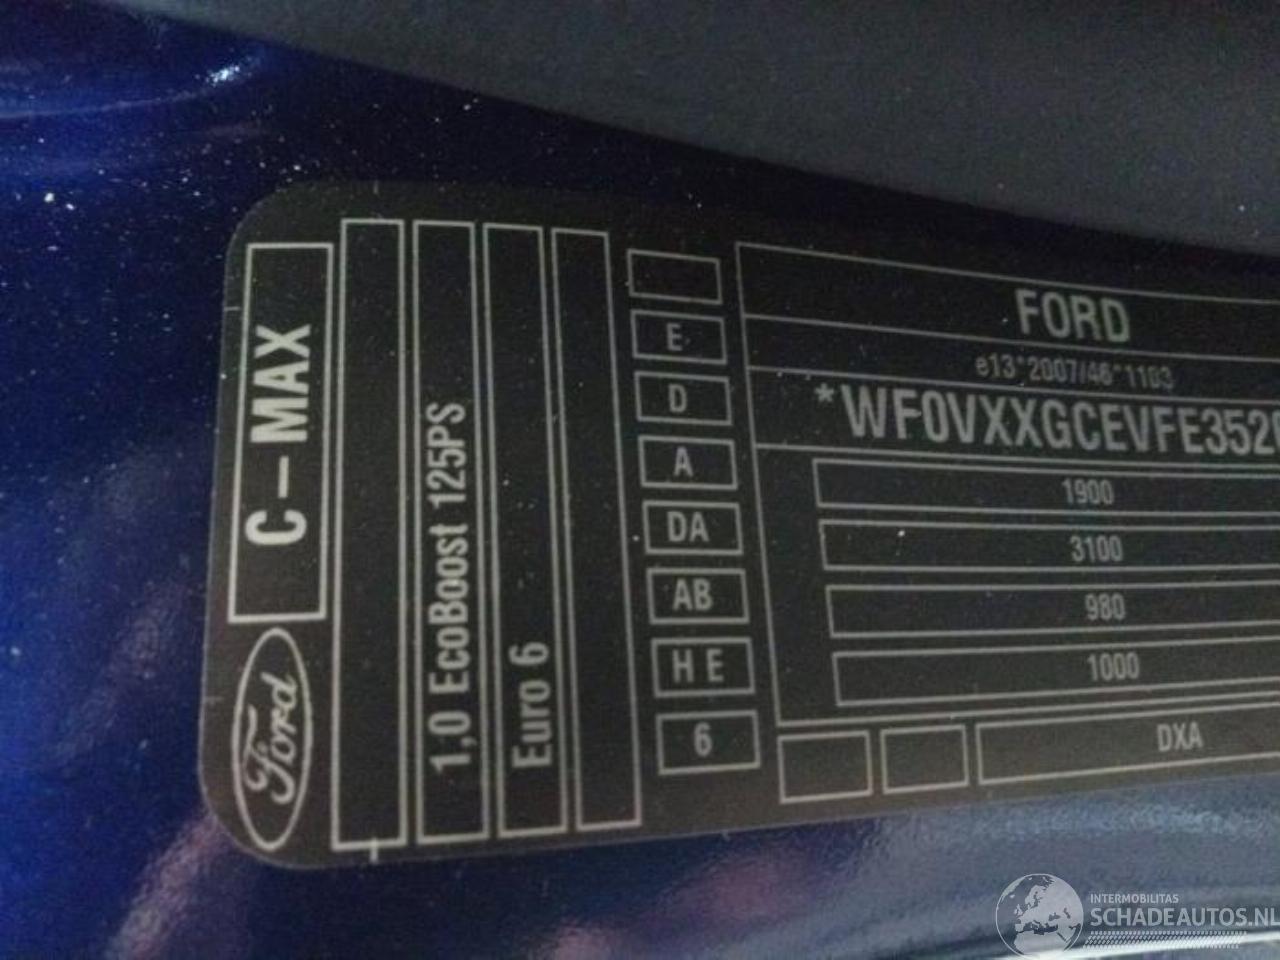 Ford
C-MAX
1,0 EcoBoost 125PS
Euro 6
E
D
A
DA
AB
H E
6
FORD
e13*2007/46*1103
*WF0VXXGCEVFE352
1900
3100
980
1000
DXA
INTERMOBILITAS
SCHADEAUTOS.NL